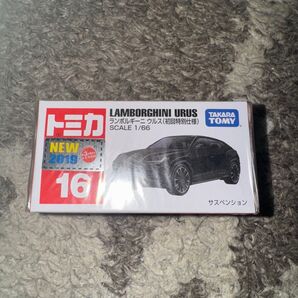 トミカ
LAMBORGHINI URUS
ランボルギーニ ウルス(初回特別仕様)
SCALE 1/66
TAKARA
TOMY
NEW
2019
16
サスペンション